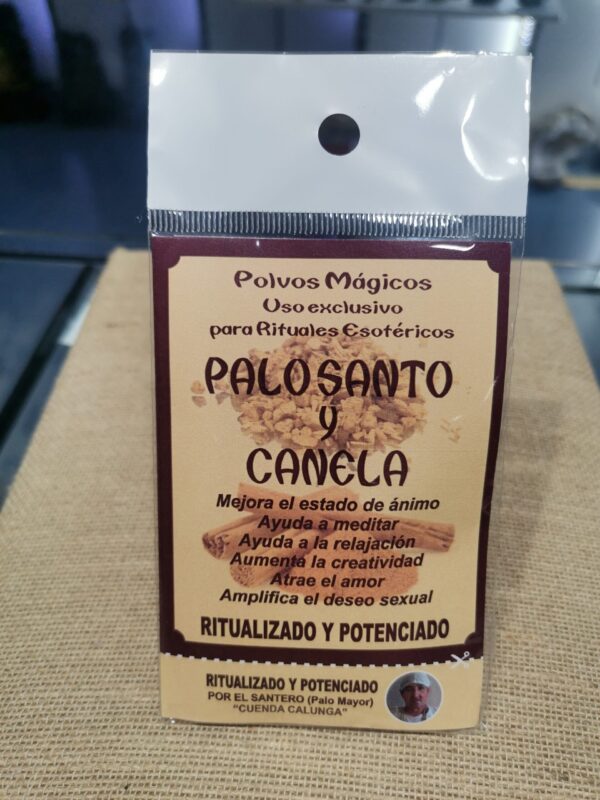 Polvos Mágicos
Uso exclusivo
para Rituales Esotéricos
PALO SANTO
y
CANELA
Mejora el estado de ánimo
Ayuda a meditar
Ayuda a la relajación
Aumenta la creatividad
Atrae el amor
Amplifica el deseo sexual
RITUALIZADO Y POTENCIADO
RITUALIZADO Y POTENCIADO
POR EL SANTERO (Palo Mayor)
“CUENDA CALUNGA”